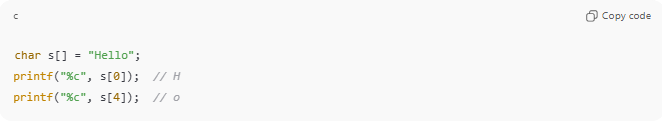 c
Copy code
char s[] = "Hello";
printf("%c", s[0]);  // H
printf("%c", s[4]);  // o